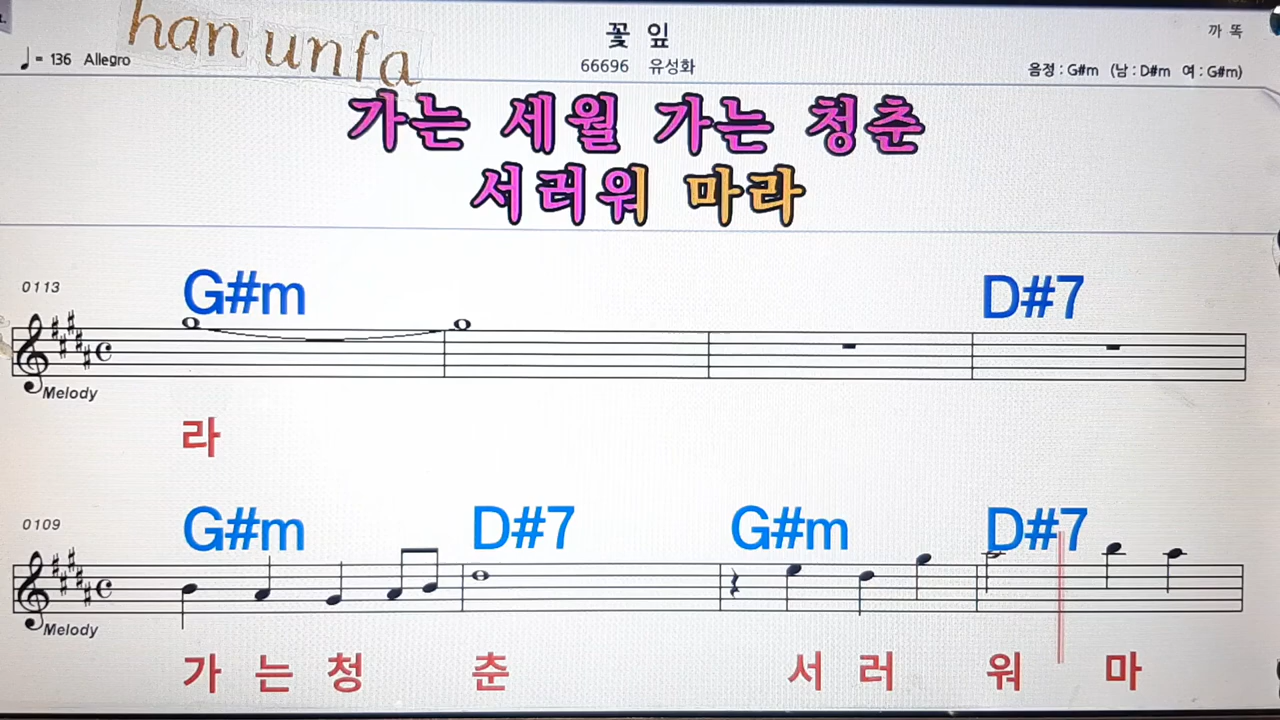 han unfa
♩= 136 Allegro
꽃 잎
66696 유성화
까 똑
음정 : G#m (남 : D#m 여 : G#m)
가는 세월 가는 청춘
서러워 마라
0113
G#m D#7
Melody
라
0109
G#m D#7 G#m D#7
Melody
가 는 청 춘 서 러 워 마